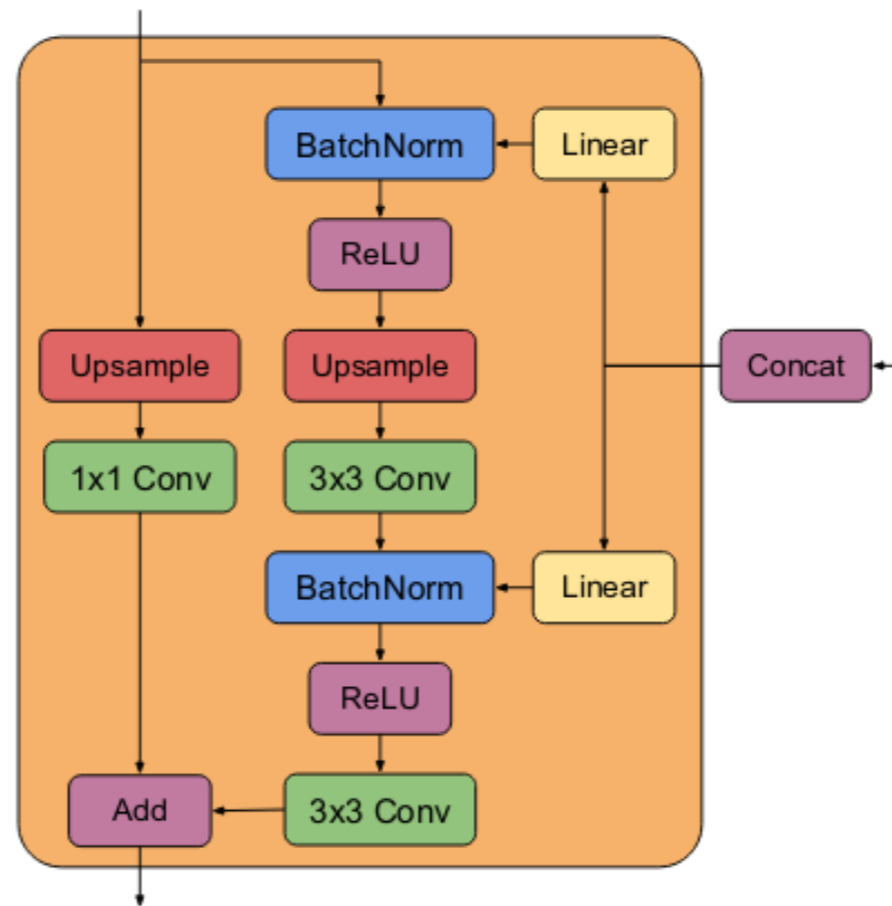 BatchNorm
Linear
ReLU
Upsample
Upsample
Concat
1x1 Conv
3x3 Conv
BatchNorm
Linear
ReLU
Add
3x3 Conv